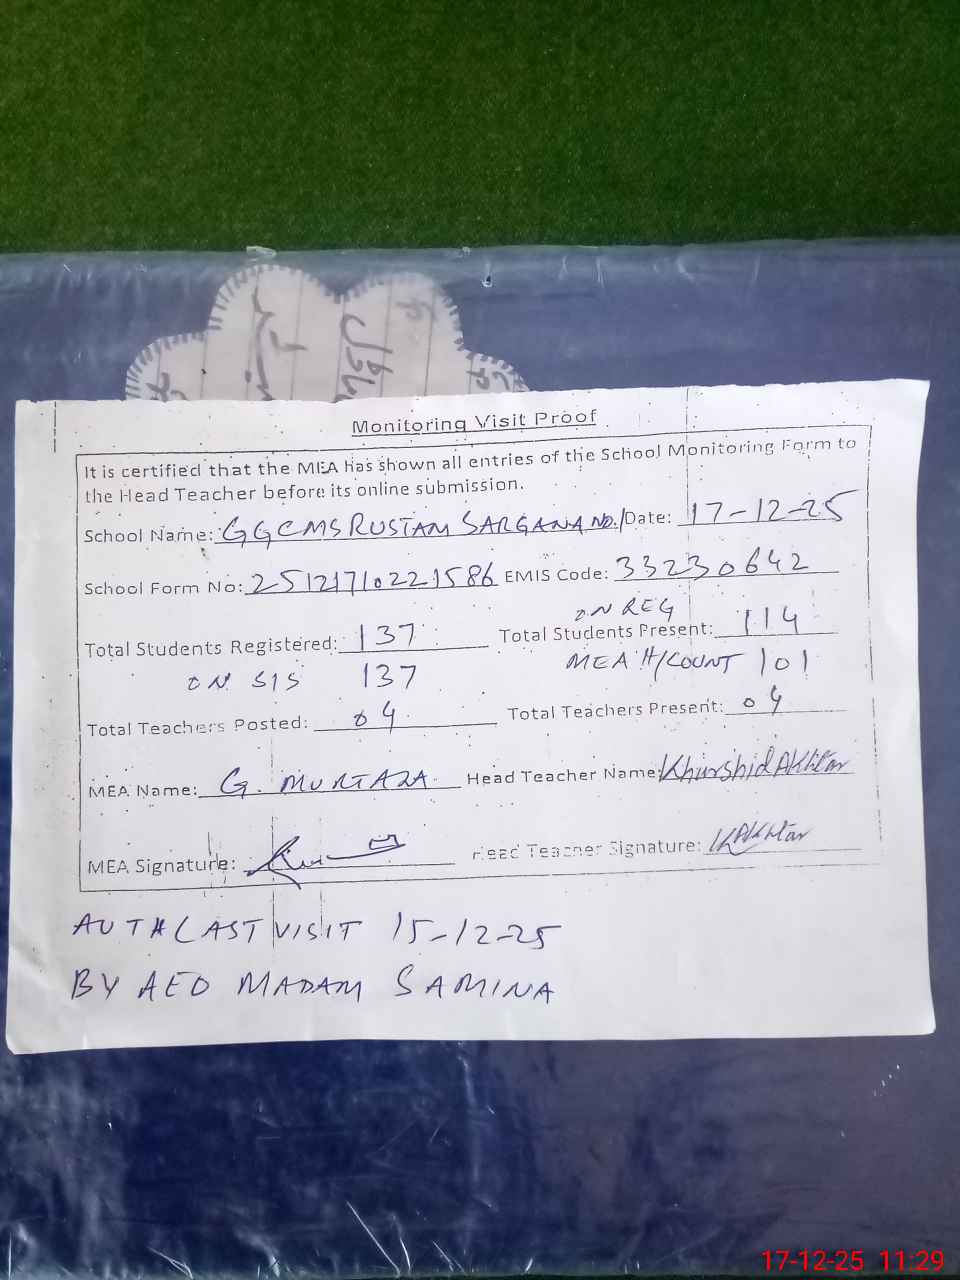 Monitoring Visit Proof
It is certified that the MEA has shown all entries of the School Monitoring Form to
the Head Teacher before its online submission.
School Name: GGCMS RUSTAM SARGANA NO./ Date: 17-12-25
School Form No: 25121710221586 EMIS Code: 33230642
ON REG
Total Students Registered: 137 Total Students Present: 114
ON SIS 137 MEA H/COUNT 101
Total Teachers Posted: 04 Total Teachers Present: 04
MEA Name: G. MURTAZA Head Teacher Name: Khurshid Akhtar
MEA Signature: Head Teacher Signature: KAkhtar
AUTH LAST VISIT 15-12-25
BY AEO MADAM SAMINA
17-12-25 11:29